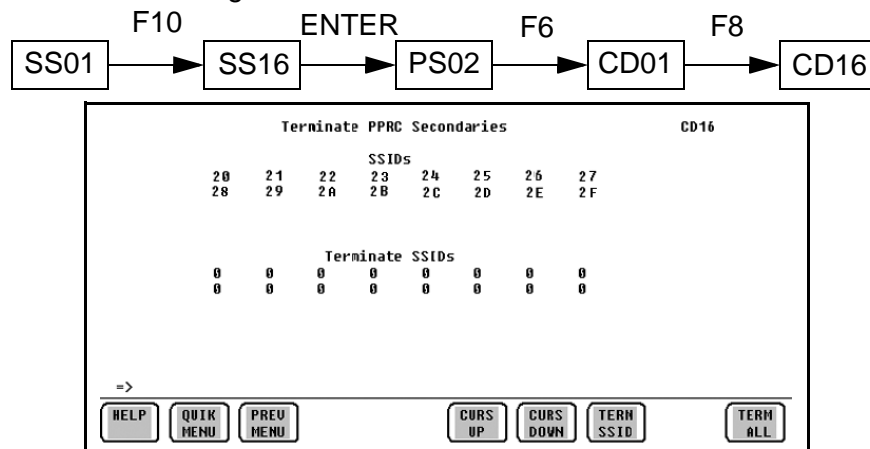 F10 ENTER F6 F8
SS01 SS16 PS02 CD01 CD16
Terminate PPRC Secondaries CD16
SSIDs
20 21 22 23 24 25 26 27
28 29 2A 2B 2C 2D 2E 2F
Terminate SSIDs
0 0 0 0 0 0 0 0
0 0 0 0 0 0 0 0
=>
HELP QUIK MENU PREV MENU CURS UP CURS DOWN TERM SSID TERM ALL